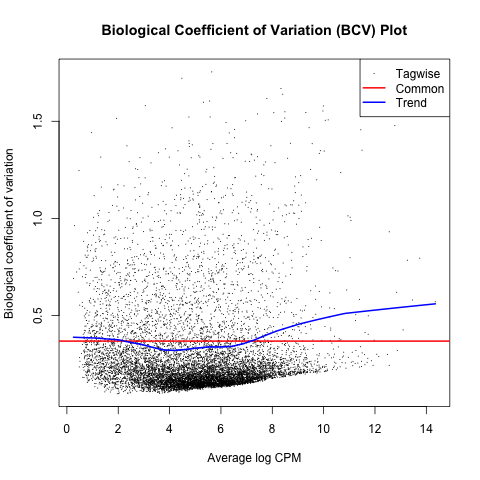 Biological Coefficient of Variation (BCV) Plot
Tagwise
Common
Trend
Biological coefficient of variation
1.5
1.0
0.5
0 2 4 6 8 10 12 14
Average log CPM